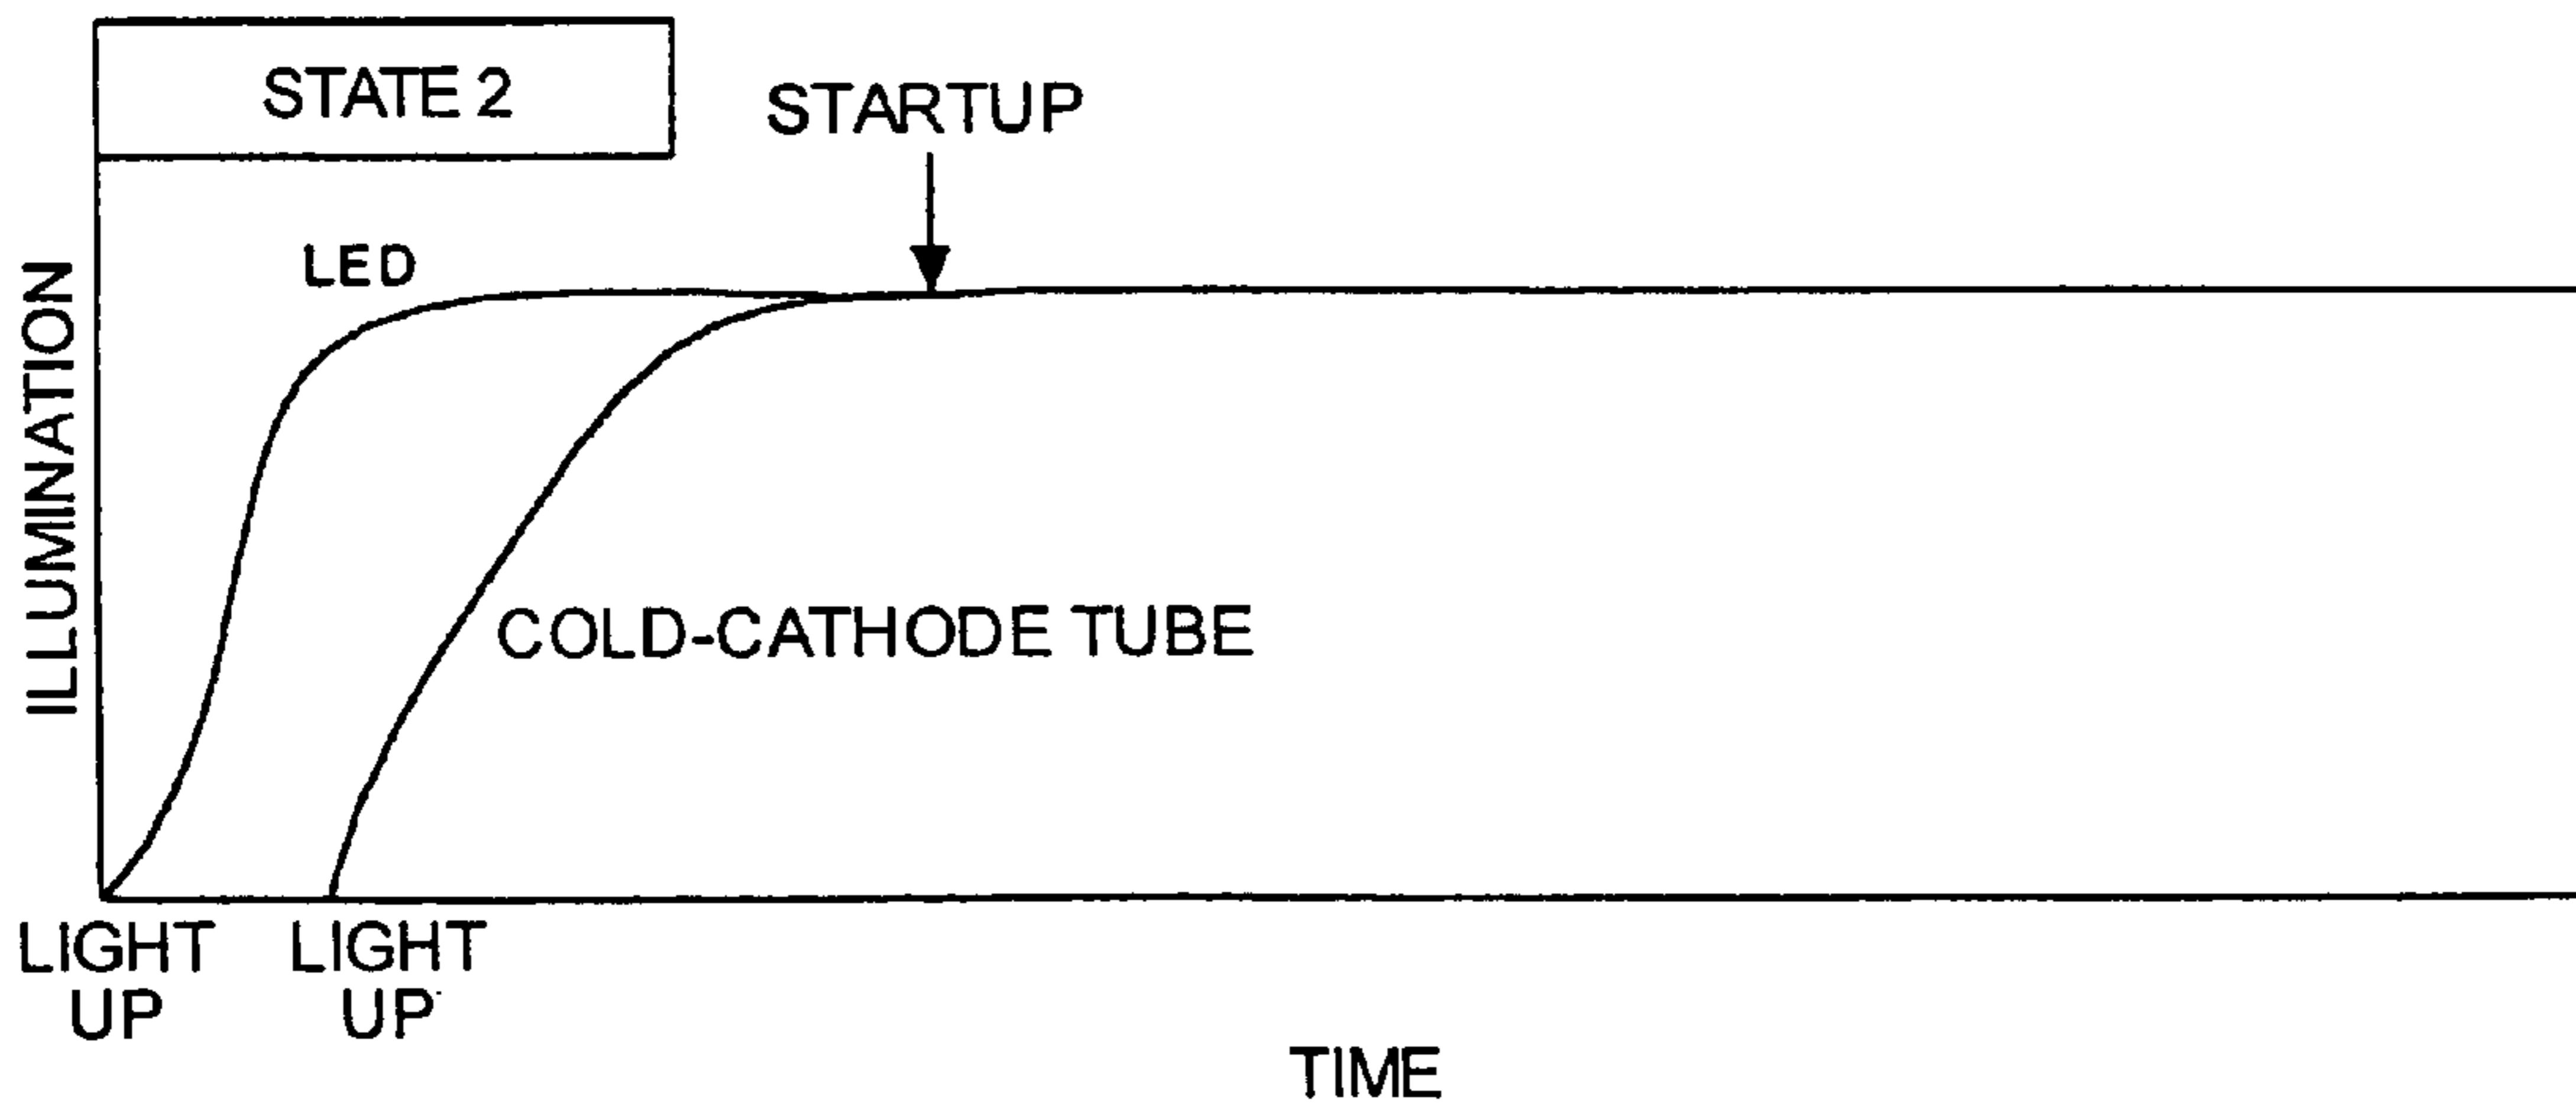 STATE 2
STARTUP
LED
ILLUMINATION
COLD-CATHODE TUBE
LIGHT
UP
LIGHT
UP
TIME